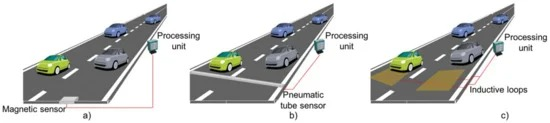 Processing
unit
Magnetic sensor
a)
Processing
unit
Pneumatic
tube sensor
b)
Processing
unit
Inductive loops
c)